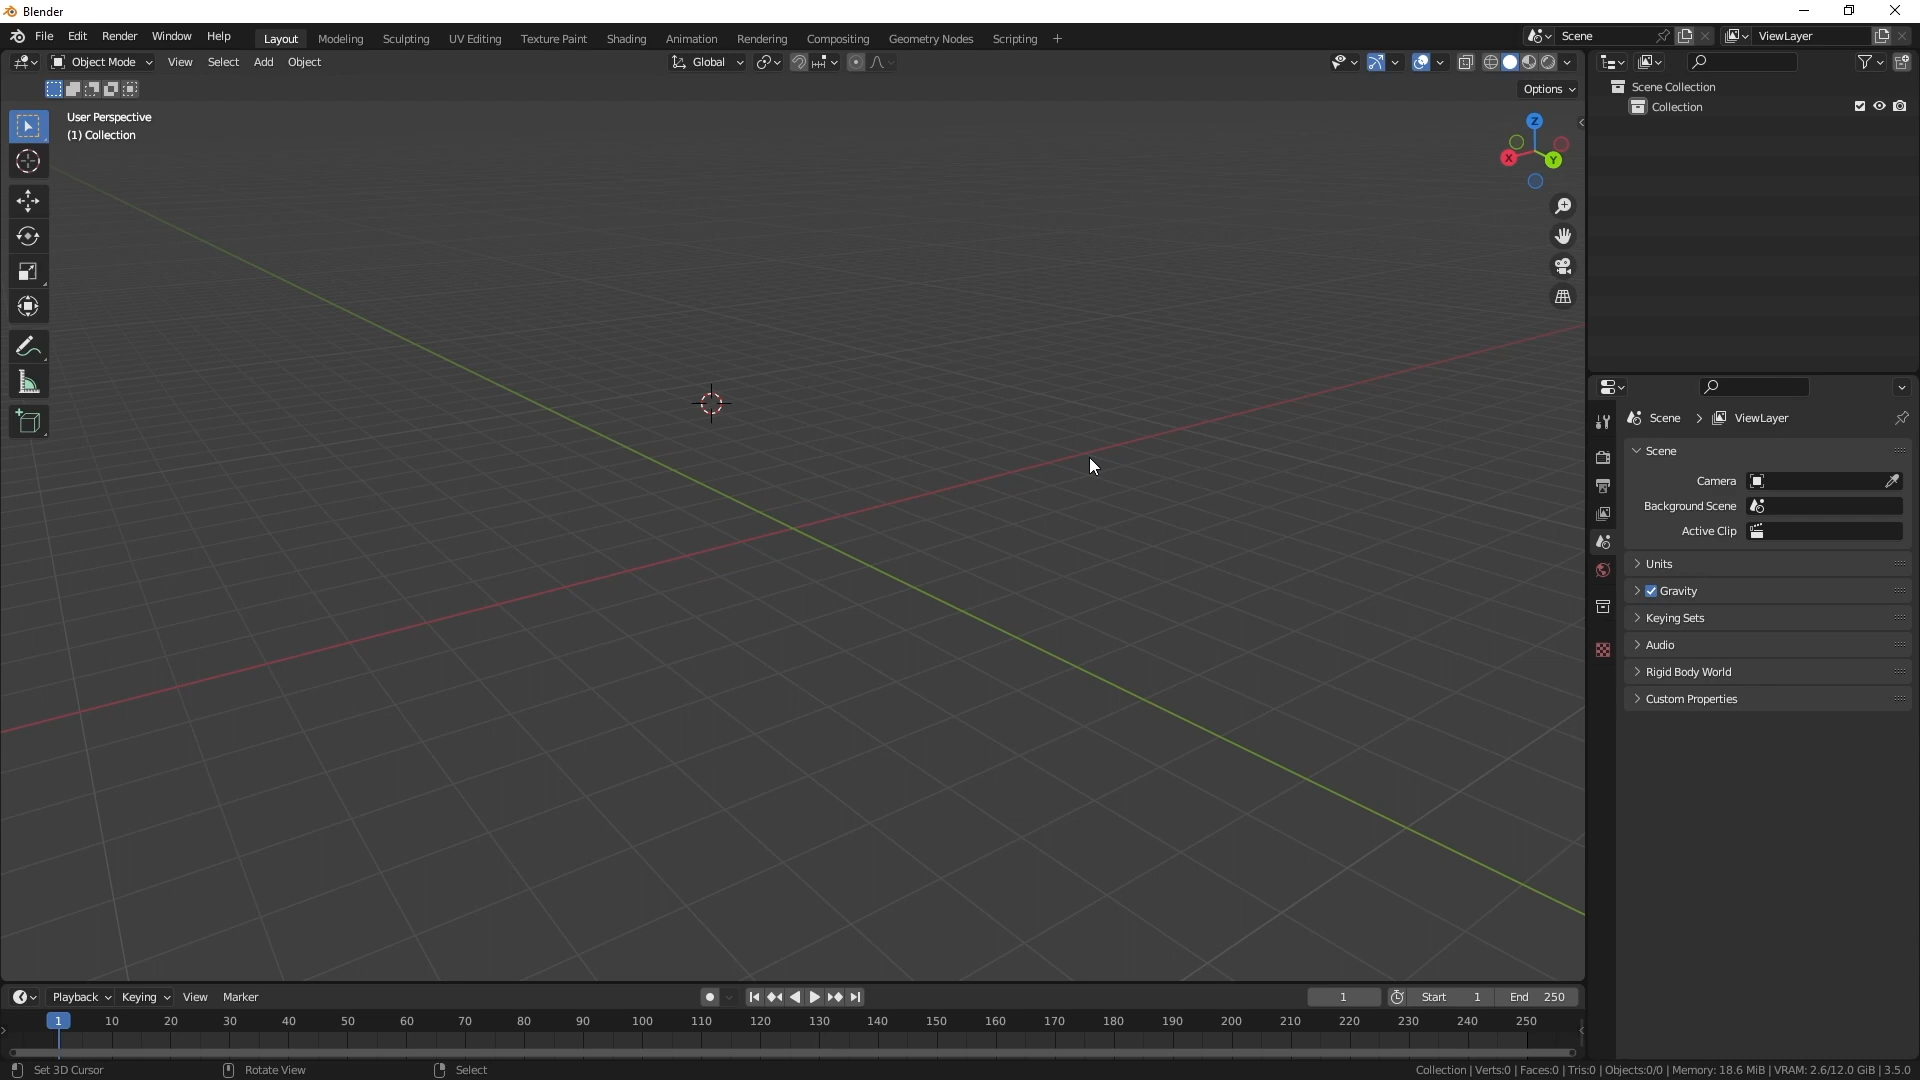 Blender
File Edit Render Window Help Layout Modeling Sculpting UV Editing Texture Paint Shading Animation Rendering Compositing Geometry Nodes Scripting + Scene ViewLayer
Object Mode View Select Add Object Global
Options
User Perspective
(1) Collection
Z
X
Y
Scene Collection
Collection
Scene > ViewLayer
Scene
Camera
Background Scene
Active Clip
Units
Gravity
Keying Sets
Audio
Rigid Body World
Custom Properties
Playback Keying View Marker 1 Start 1 End 250
1 10 20 30 40 50 60 70 80 90 100 110 120 130 140 150 160 170 180 190 200 210 220 230 240 250
Set 3D Cursor Rotate View Select Collection | Verts:0 | Faces:0 | Tris:0 | Objects:0/0 | Memory: 18.6 MiB | VRAM: 2.6/12.0 GiB | 3.5.0